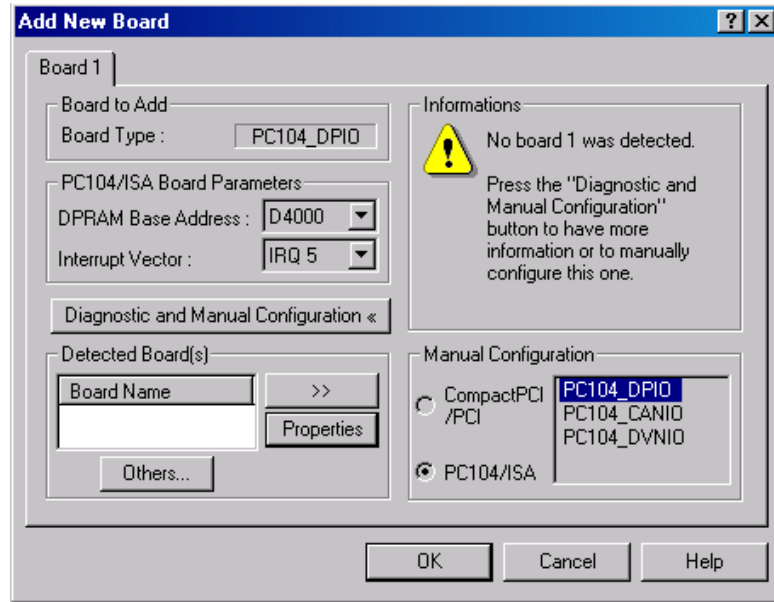 Add New Board
Board 1
Board to Add
Board Type : PC104_DPIO
PC104/ISA Board Parameters
DPRAM Base Address : D4000
Interrupt Vector : IRQ 5
Diagnostic and Manual Configuration «
Detected Board(s)
Board Name
>>
Properties
Others...
Informations
No board 1 was detected.
Press the "Diagnostic and
Manual Configuration"
button to have more
information or to manually
configure this one.
Manual Configuration
CompactPCI
/PCI
PC104/ISA
PC104_DPIO
PC104_CANIO
PC104_DVNIO
OK
Cancel
Help